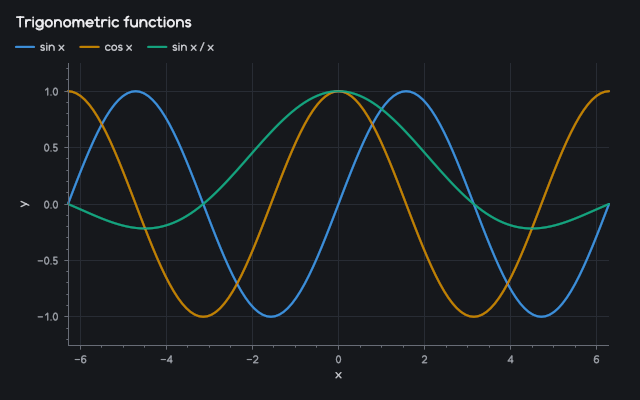 Trigonometric functions
sin x cos x sin x / x
1.0
0.5
0.0
−0.5
−1.0
y
−6 −4 −2 0 2 4 6
x